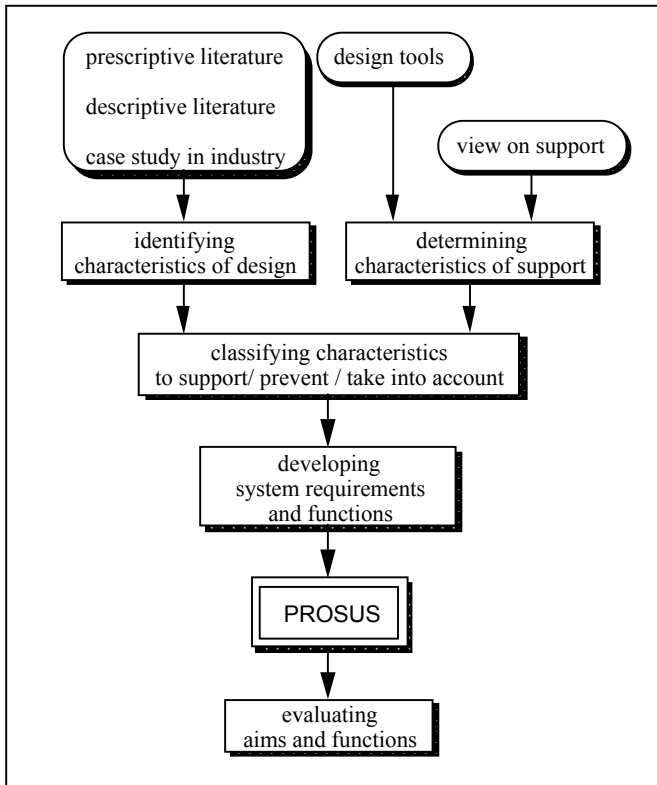 prescriptive literature
descriptive literature
case study in industry
design tools
view on support
identifying
characteristics of design
determining
characteristics of support
classifying characteristics
to support/ prevent / take into account
developing
system requirements
and functions
PROSUS
evaluating
aims and functions